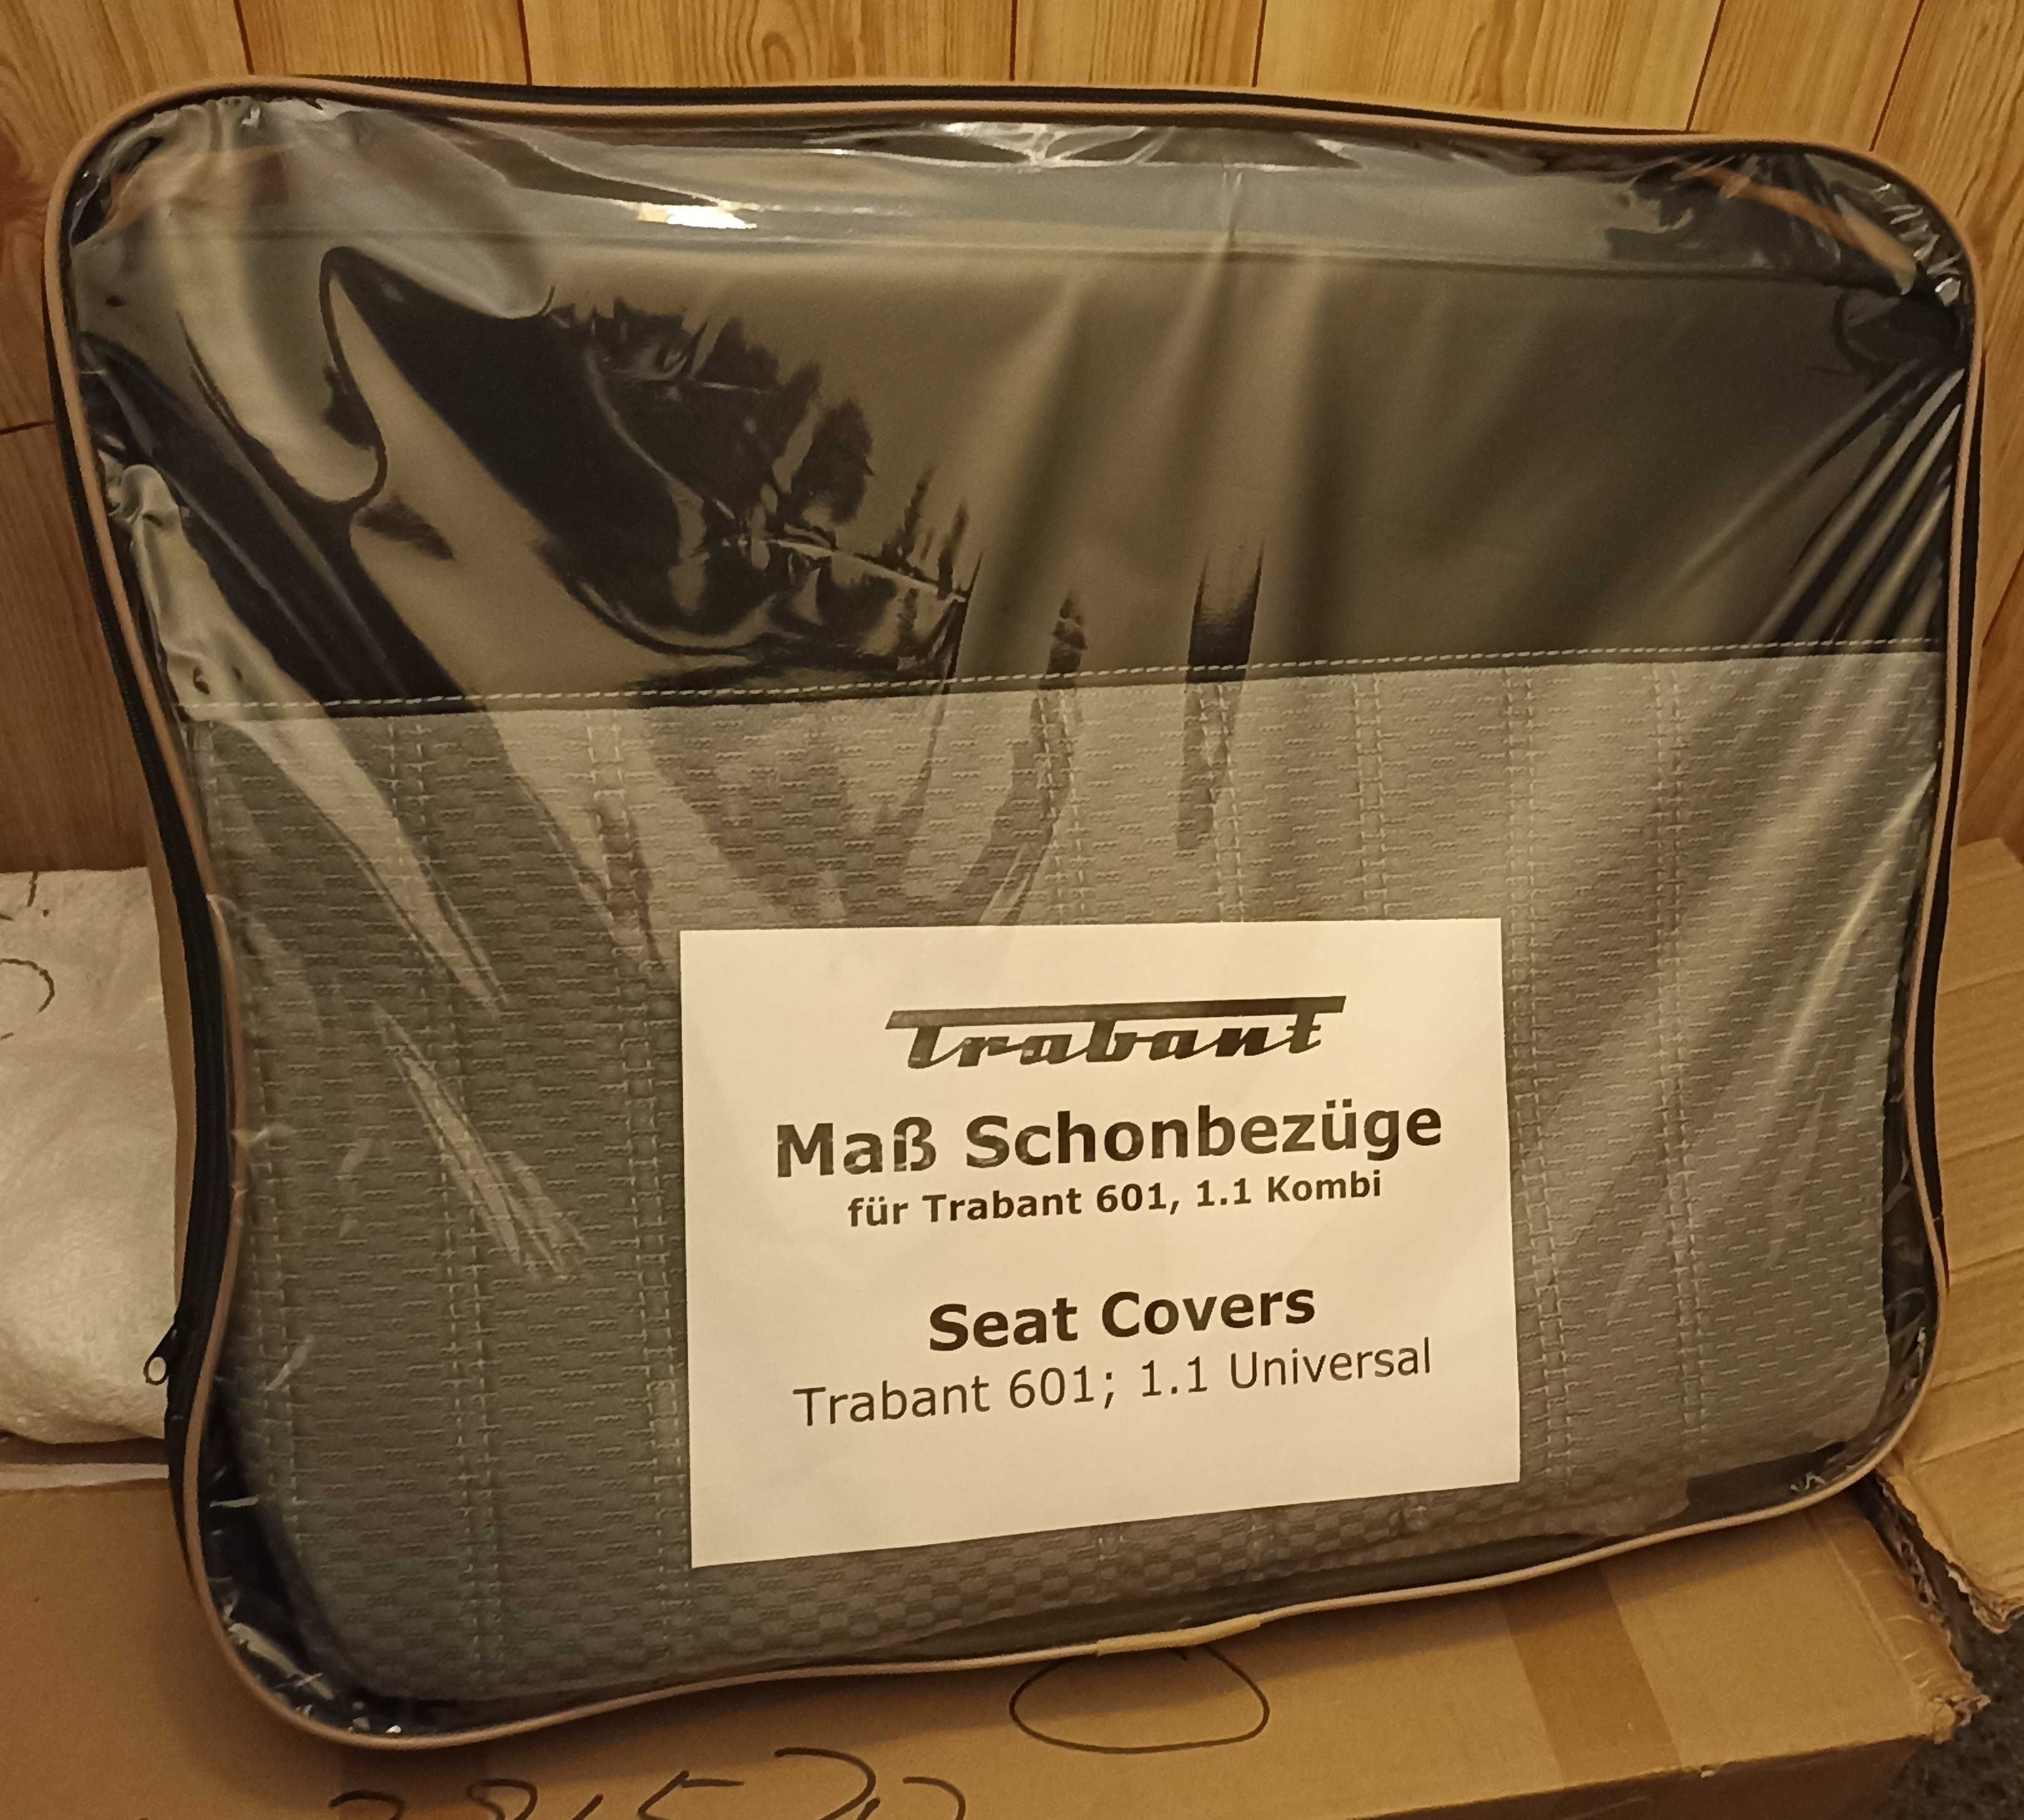 Trabant
Maß Schonbezüge
für Trabant 601, 1.1 Kombi
Seat Covers
Trabant 601; 1.1 Universal